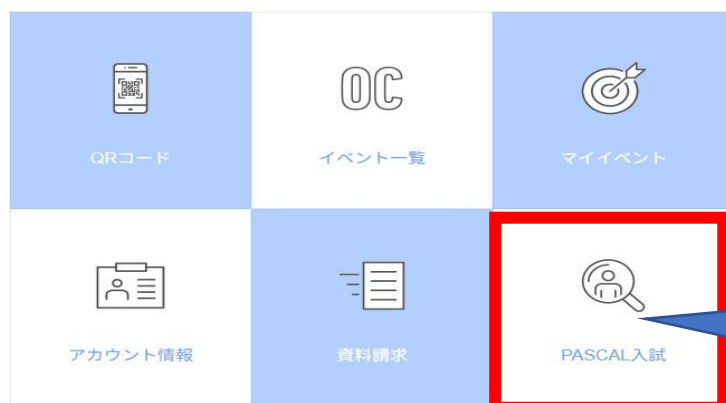 QRコード
OC
イベント一覧
マイイベント
アカウント情報
資料請求
PASCAL入試